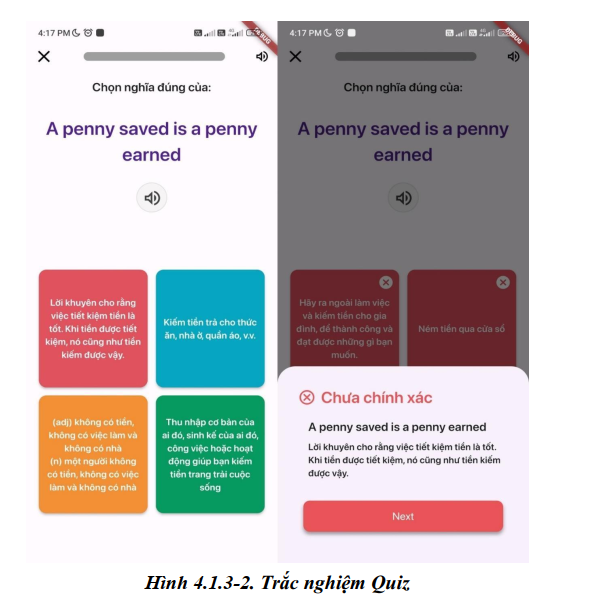 4:17 PM
DEBUG
Chọn nghĩa đúng của:
A penny saved is a penny
earned
Lời khuyên cho rằng
việc tiết kiệm tiền là
tốt. Khi tiền được tiết
kiệm, nó cũng như tiền
kiếm được vậy.
Kiếm tiền trả cho thức
ăn, nhà ở, quần áo, v.v.
(adj) không có tiền,
không có việc làm và
không có nhà
(n) một người không
có tiền, không có việc
làm và không có nhà
Thu nhập cơ bản của
ai đó, sinh kế của ai đó,
công việc hoặc hoạt
động giúp bạn kiếm
tiền trang trải cuộc
sống
4:17 PM
DEBUG
Chọn nghĩa đúng của:
A penny saved is a penny
earned
Hãy ra ngoài làm việc
và kiếm tiền cho gia
đình, để thành công và
đạt được những gì bạn
muốn.
Ném tiền qua cửa sổ
Chưa chính xác
A penny saved is a penny earned
Lời khuyên cho rằng việc tiết kiệm tiền là tốt.
Khi tiền được tiết kiệm, nó cũng như tiền kiếm
được vậy.
Next
Hình 4.1.3-2. Trắc nghiệm Quiz